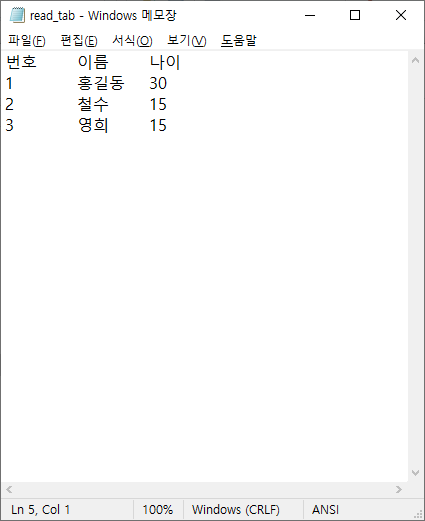 read_tab - Windows 메모장
파일(F) 편집(E) 서식(O) 보기(V) 도움말
번호 이름 나이
1 홍길동 30
2 철수 15
3 영희 15
Ln 5, Col 1 100% Windows (CRLF) ANSI